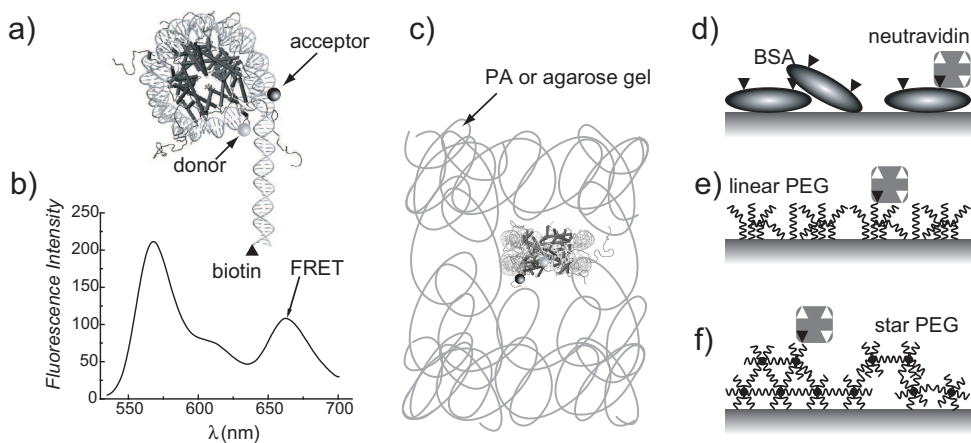 a)
acceptor
donor
biotin
b)
Fluorescence Intensity
250
200
150
100
50
0
550
600
650
700
λ(nm)
FRET
c)
PA or agarose gel
d)
BSA
neutravidin
e)
linear PEG
f)
star PEG